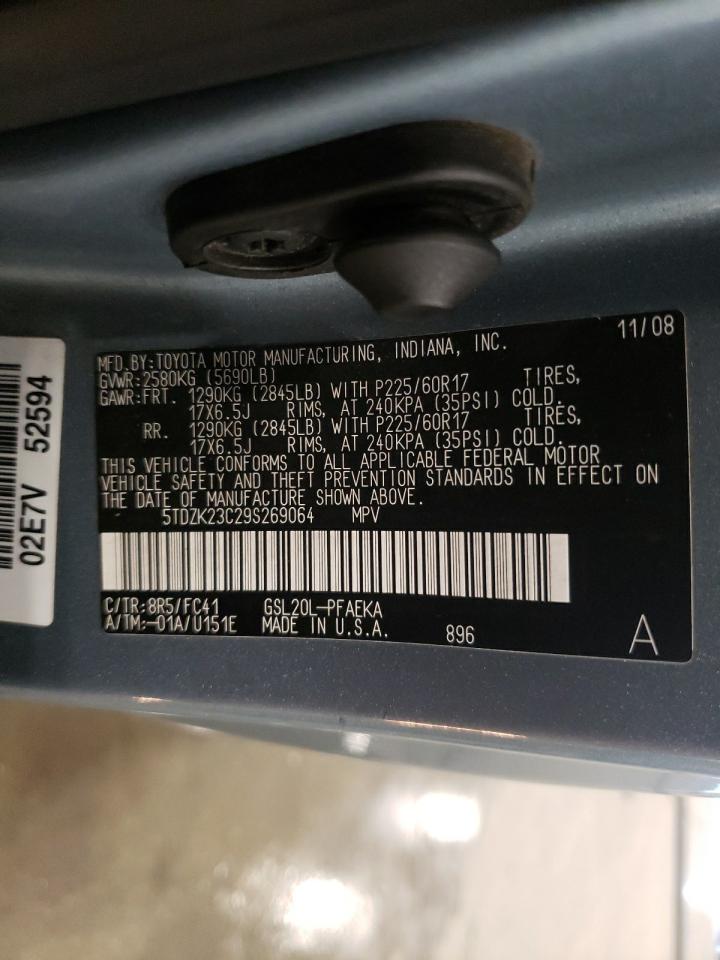 11/08
MFD.BY:TOYOTA MOTOR MANUFACTURING, INDIANA, INC.
GVWR:2580KG (5690LB)
GAWR:FRT. 1290KG (2845LB) WITH P225/60R17 TIRES,
17X6.5J RIMS, AT 240KPA (35PSI) COLD.
RR. 1290KG (2845LB) WITH P225/60R17 TIRES,
17X6.5J RIMS, AT 240KPA (35PSI) COLD.
THIS VEHICLE CONFORMS TO ALL APPLICABLE FEDERAL MOTOR
VEHICLE SAFETY AND THEFT PREVENTION STANDARDS IN EFFECT ON
THE DATE OF MANUFACTURE SHOWN ABOVE.
5TDZK23C29S269064 MPV
C/TR:8R5/FC41 GSL20L-PFAEKA
A/TM:-01A/U151E MADE IN U.S.A. 896 A
02E7V 52594